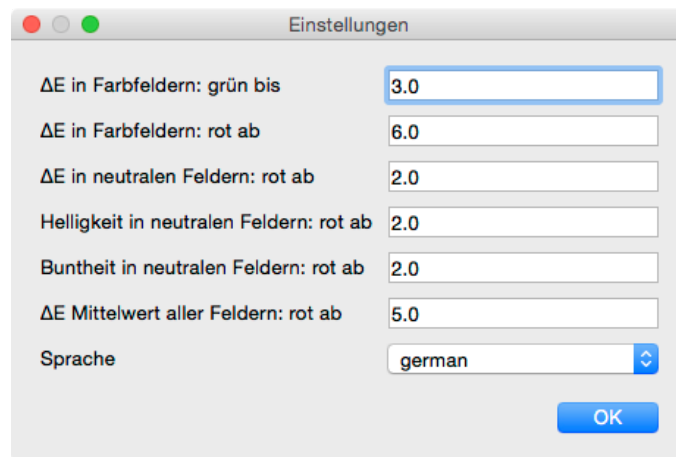 Einstellungen
ΔE in Farbfeldern: grün bis 3.0
ΔE in Farbfeldern: rot ab 6.0
ΔE in neutralen Feldern: rot ab 2.0
Helligkeit in neutralen Feldern: rot ab 2.0
Buntheit in neutralen Feldern: rot ab 2.0
ΔE Mittelwert aller Feldern: rot ab 5.0
Sprache german
OK